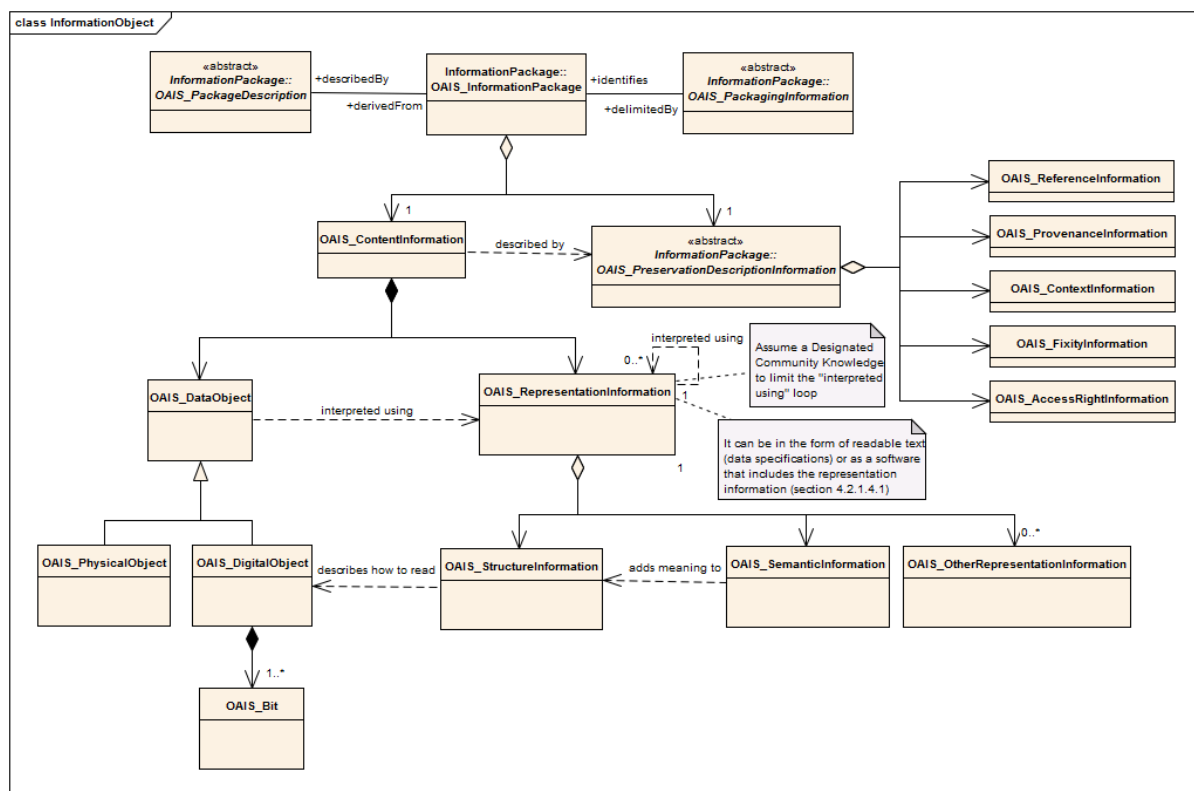 class InformationObject
«abstract»
InformationPackage::
OAIS_PackageDescription
+describedBy
+derivedFrom
InformationPackage::
OAIS_InformationPackage
+identifies
+delimitedBy
«abstract»
InformationPackage::
OAIS_PackagingInformation
1
1
OAIS_ContentInformation
described by
«abstract»
InformationPackage::
OAIS_PreservationDescriptionInformation
OAIS_ReferenceInformation
OAIS_ProvenanceInformation
OAIS_ContextInformation
OAIS_FixityInformation
OAIS_AccessRightInformation
interpreted using
0..*
1
Assume a Designated
Community Knowledge
to limit the "interpreted
using" loop
OAIS_DataObject
interpreted using
OAIS_RepresentationInformation
1
It can be in the form of readable text
(data specifications) or as a software
that includes the representation
information (section 4.2.1.4.1)
0..*
OAIS_PhysicalObject
OAIS_DigitalObject
describes how to read
OAIS_StructureInformation
adds meaning to
OAIS_SemanticInformation
OAIS_OtherRepresentationInformation
1..*
OAIS_Bit